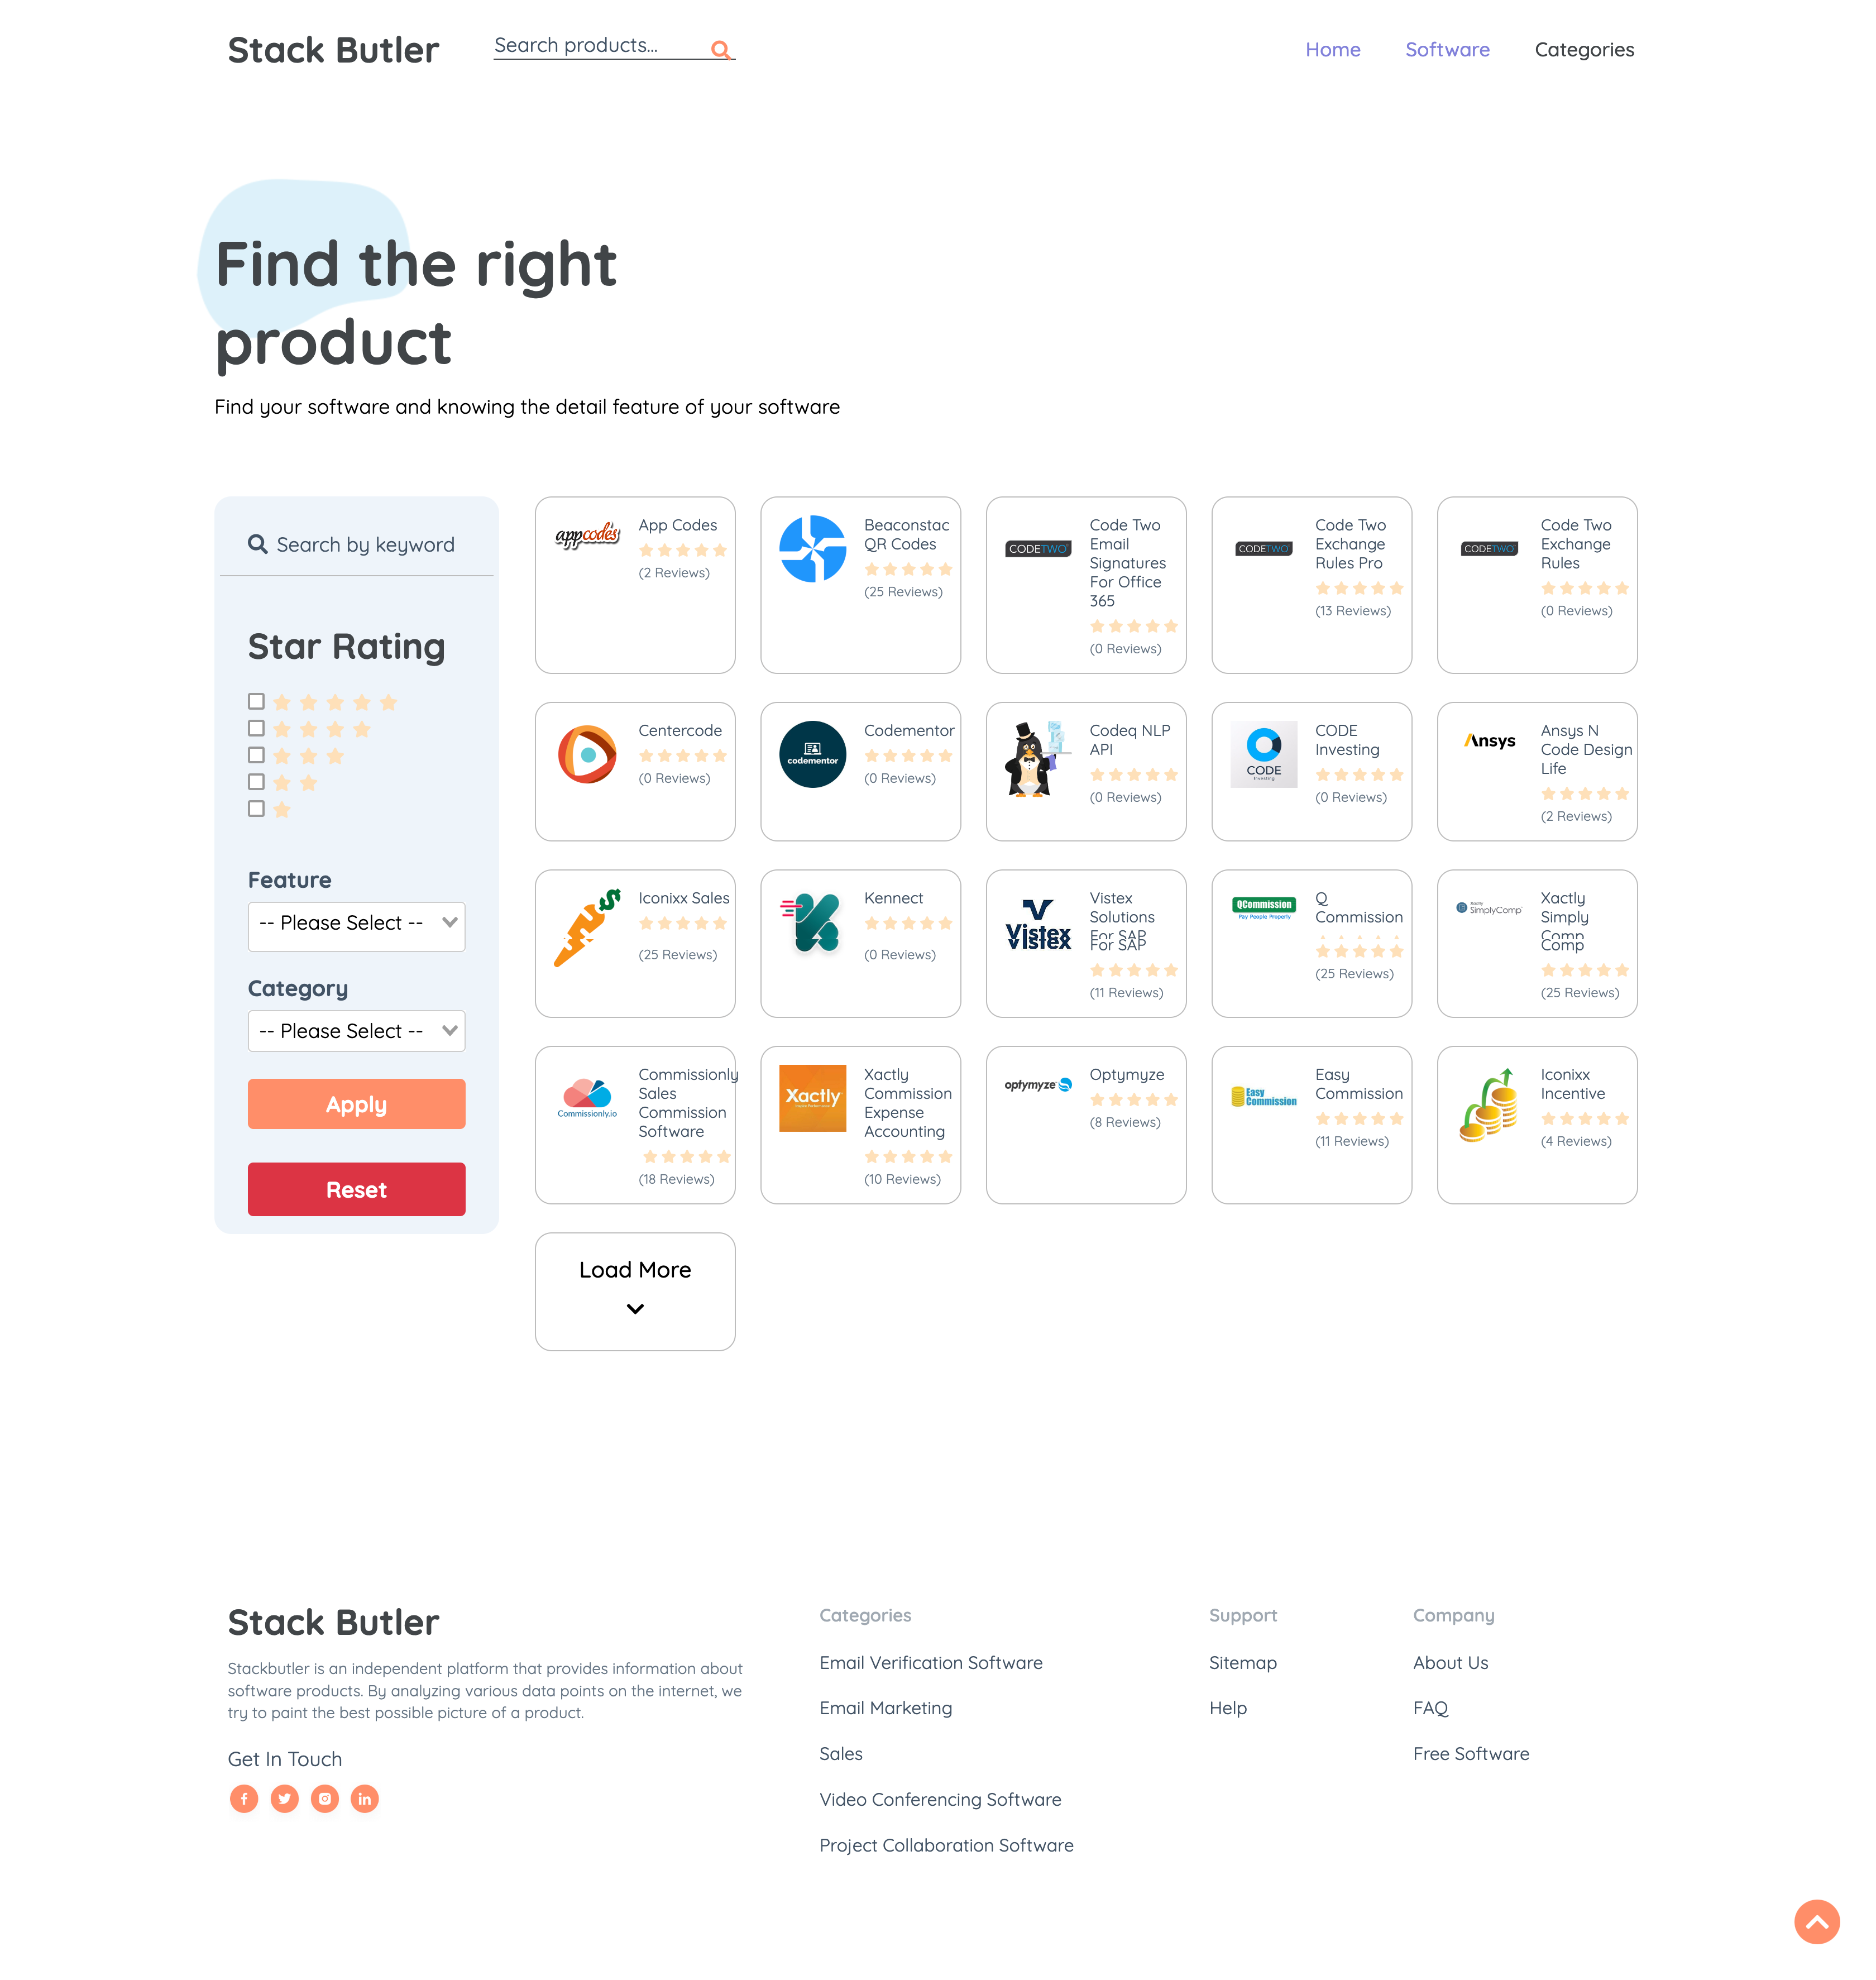 Stack Butler
Search products...
Home
Software
Categories
Find the right
product
Find your software and knowing the detail feature of your software
Search by keyword
Star Rating
Feature
-- Please Select --
Category
-- Please Select --
Apply
Reset
appcodes
App Codes
(2 Reviews)
Beaconstac
QR Codes
(25 Reviews)
CODETWO
Code Two
Email
Signatures
For Office
365
(0 Reviews)
CODETWO
Code Two
Exchange
Rules Pro
(13 Reviews)
CODETWO
Code Two
Exchange
Rules
(0 Reviews)
Centercode
(0 Reviews)
codementor
Codementor
(0 Reviews)
Codeq NLP
API
(0 Reviews)
CODE
Investing
CODE
Investing
(0 Reviews)
Ansys
Ansys N
Code Design
Life
(2 Reviews)
Iconixx Sales
(25 Reviews)
Kennect
(0 Reviews)
Vistex
Vistex
Solutions
For SAP
For SAP
(11 Reviews)
QCommission
Pay People Properly
Q
Commission
(25 Reviews)
Xactly
SimplyComp
Xactly
Simply
Comp
Comp
(25 Reviews)
Commissionly.io
Commissionly
Sales
Commission
Software
(18 Reviews)
Xactly
Xactly
Commission
Expense
Accounting
(10 Reviews)
optymyze
Optymyze
(8 Reviews)
Easy
Commission
Easy
Commission
(11 Reviews)
Iconixx
Incentive
(4 Reviews)
Load More
Stack Butler
Stackbutler is an independent platform that provides information about
software products. By analyzing various data points on the internet, we
try to paint the best possible picture of a product.
Get In Touch
Categories
Email Verification Software
Email Marketing
Sales
Video Conferencing Software
Project Collaboration Software
Support
Sitemap
Help
Company
About Us
FAQ
Free Software